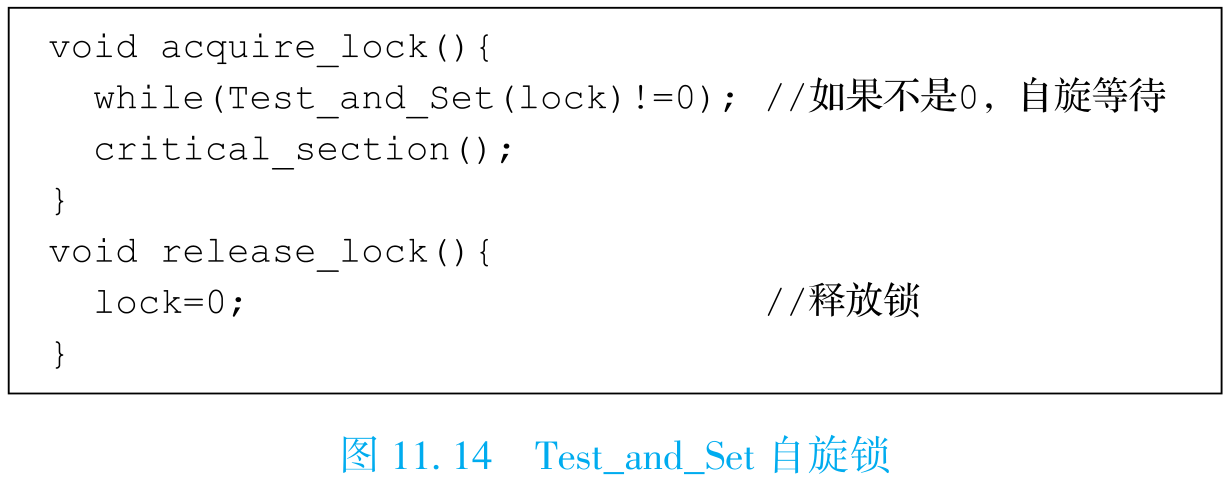 void acquire_lock(){
  while(Test_and_Set(lock)!=0); //如果不是0，自旋等待
  critical_section();
}
void release_lock(){
  lock=0;                       //释放锁
}
图 11.14 Test_and_Set 自旋锁